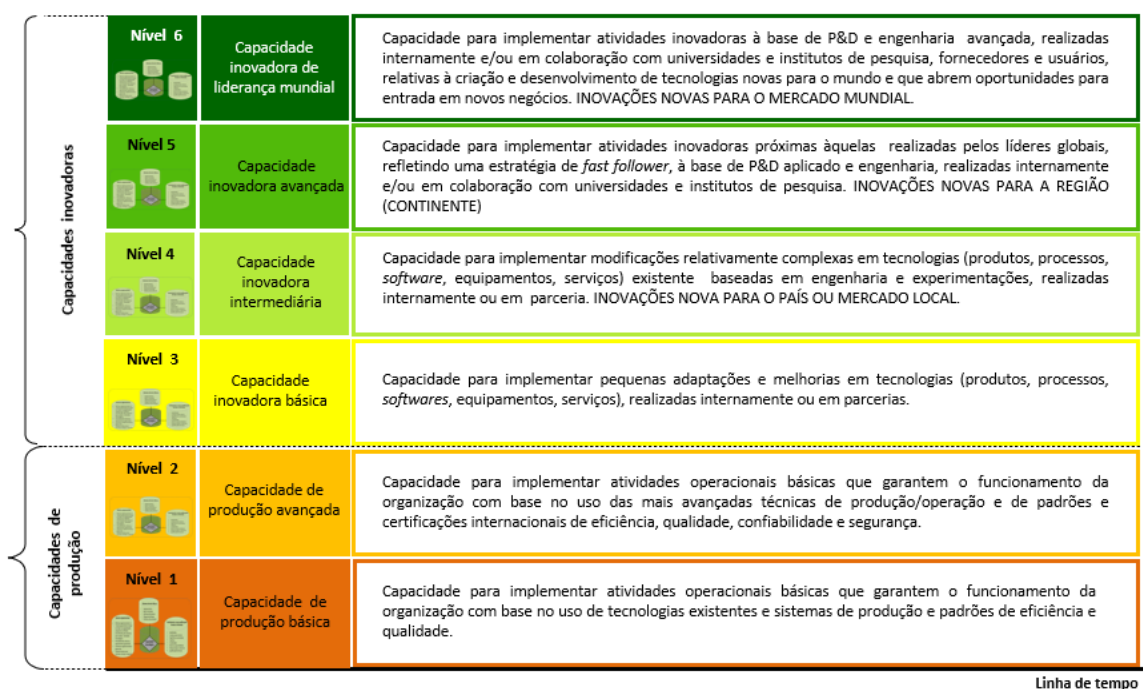 Capacidades inovadoras
Nível 6
Capacidade
inovadora de
liderança mundial
Capacidade para implementar atividades inovadoras à base de P&D e engenharia avançada, realizadas
internamente e/ou em colaboração com universidades e institutos de pesquisa, fornecedores e usuários,
relativas à criação e desenvolvimento de tecnologias novas para o mundo e que abrem oportunidades para
entrada em novos negócios. INOVAÇÕES NOVAS PARA O MERCADO MUNDIAL.
Nível 5
Capacidade
inovadora avançada
Capacidade para implementar atividades inovadoras próximas àquelas realizadas pelos líderes globais,
refletindo uma estratégia de fast follower, à base de P&D aplicado e engenharia, realizadas internamente
e/ou em colaboração com universidades e institutos de pesquisa. INOVAÇÕES NOVAS PARA A REGIÃO
(CONTINENTE)
Nível 4
Capacidade
inovadora
intermediária
Capacidade para implementar modificações relativamente complexas em tecnologias (produtos, processos,
software, equipamentos, serviços) existente baseadas em engenharia e experimentações, realizadas
internamente ou em parceria. INOVAÇÕES NOVA PARA O PAÍS OU MERCADO LOCAL.
Nível 3
Capacidade
inovadora básica
Capacidade para implementar pequenas adaptações e melhorias em tecnologias (produtos, processos,
softwares, equipamentos, serviços), realizadas internamente ou em parcerias.
Capacidades de
produção
Nível 2
Capacidade de
produção avançada
Capacidade para implementar atividades operacionais básicas que garantem o funcionamento da
organização com base no uso das mais avançadas técnicas de produção/operação e de padrões e
certificações internacionais de eficiência, qualidade, confiabilidade e segurança.
Nível 1
Capacidade de
produção básica
Capacidade para implementar atividades operacionais básicas que garantem o funcionamento da
organização com base no uso de tecnologias existentes e sistemas de produção e padrões de eficiência e
qualidade.
Linha de tempo